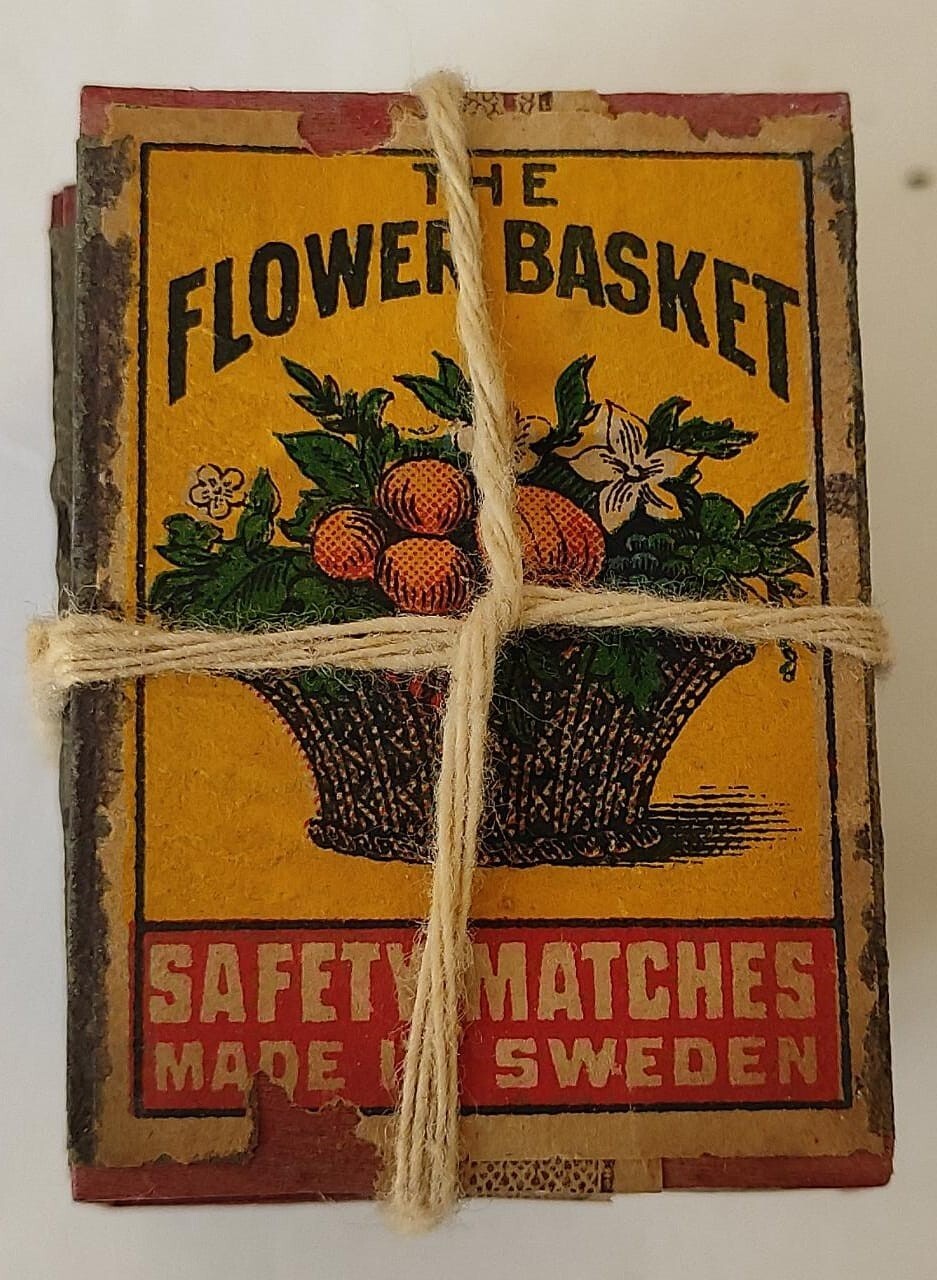 THE
FLOWER BASKET
SAFETY MATCHES
MADE IN SWEDEN